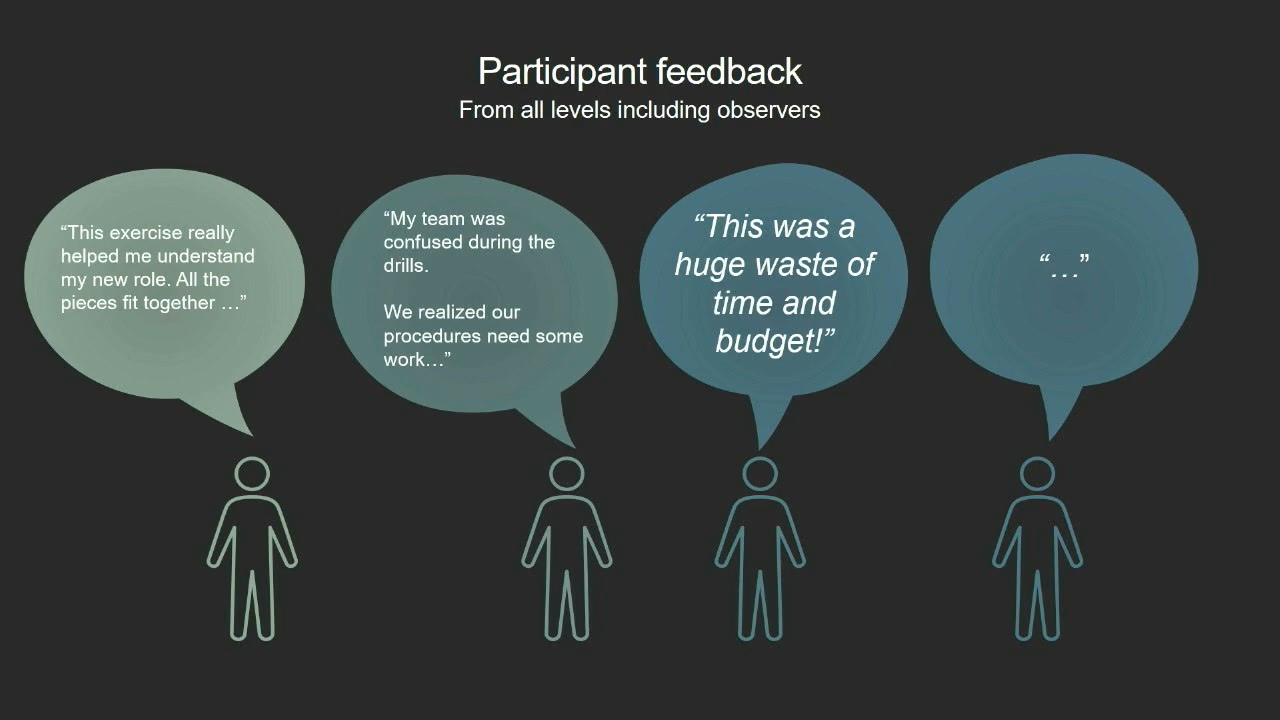 Participant feedback
From all levels including observers
“This exercise really
helped me understand
my new role. All the
pieces fit together …”
“My team was
confused during the
drills.
We realized our
procedures need some
work…”
“This was a
huge waste of
time and
budget!”
“…”